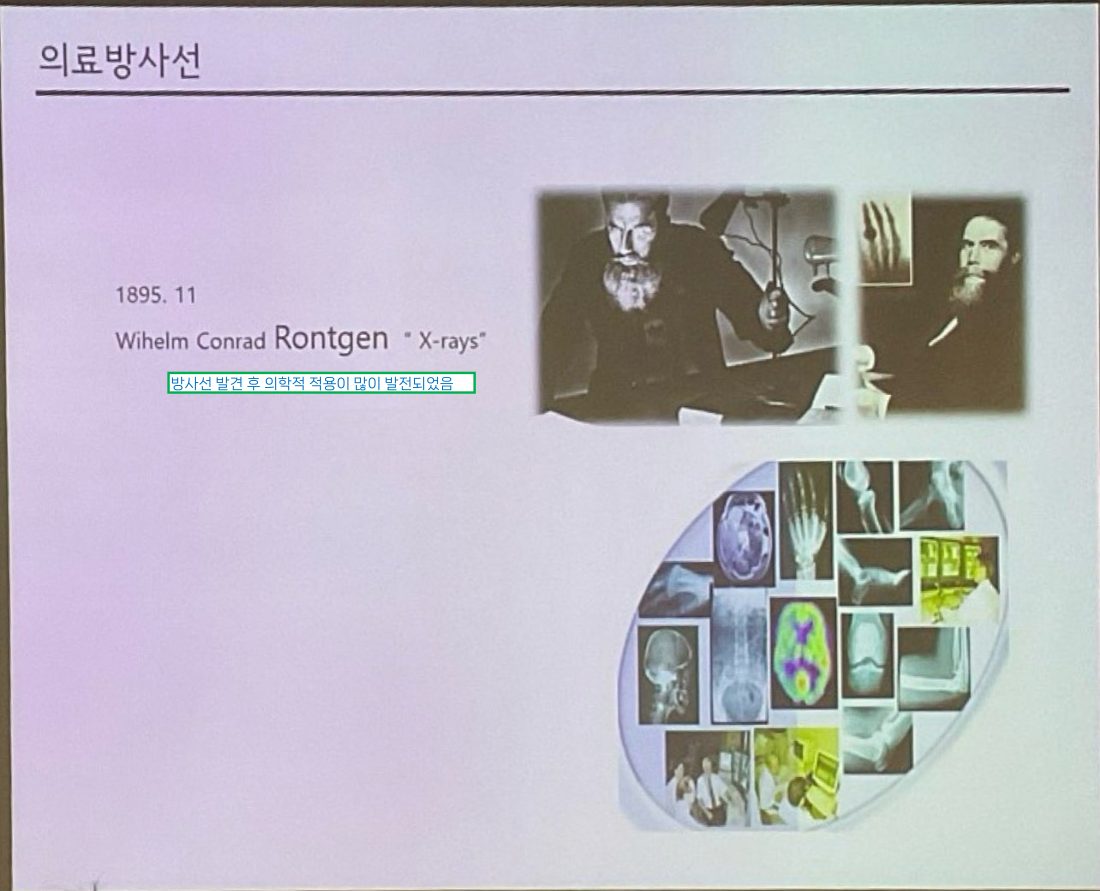 의료방사선
1895. 11
Wihelm Conrad Rontgen " X-rays"
방사선 발견 후 의학적 적용이 많이 발전되었음